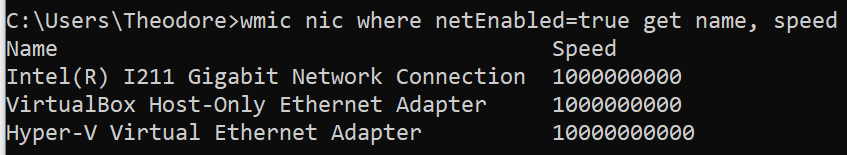 C:\Users\Theodore>wmic nic where netEnabled=true get name, speed
Name Speed
Intel(R) I211 Gigabit Network Connection 1000000000
VirtualBox Host-Only Ethernet Adapter 1000000000
Hyper-V Virtual Ethernet Adapter 10000000000